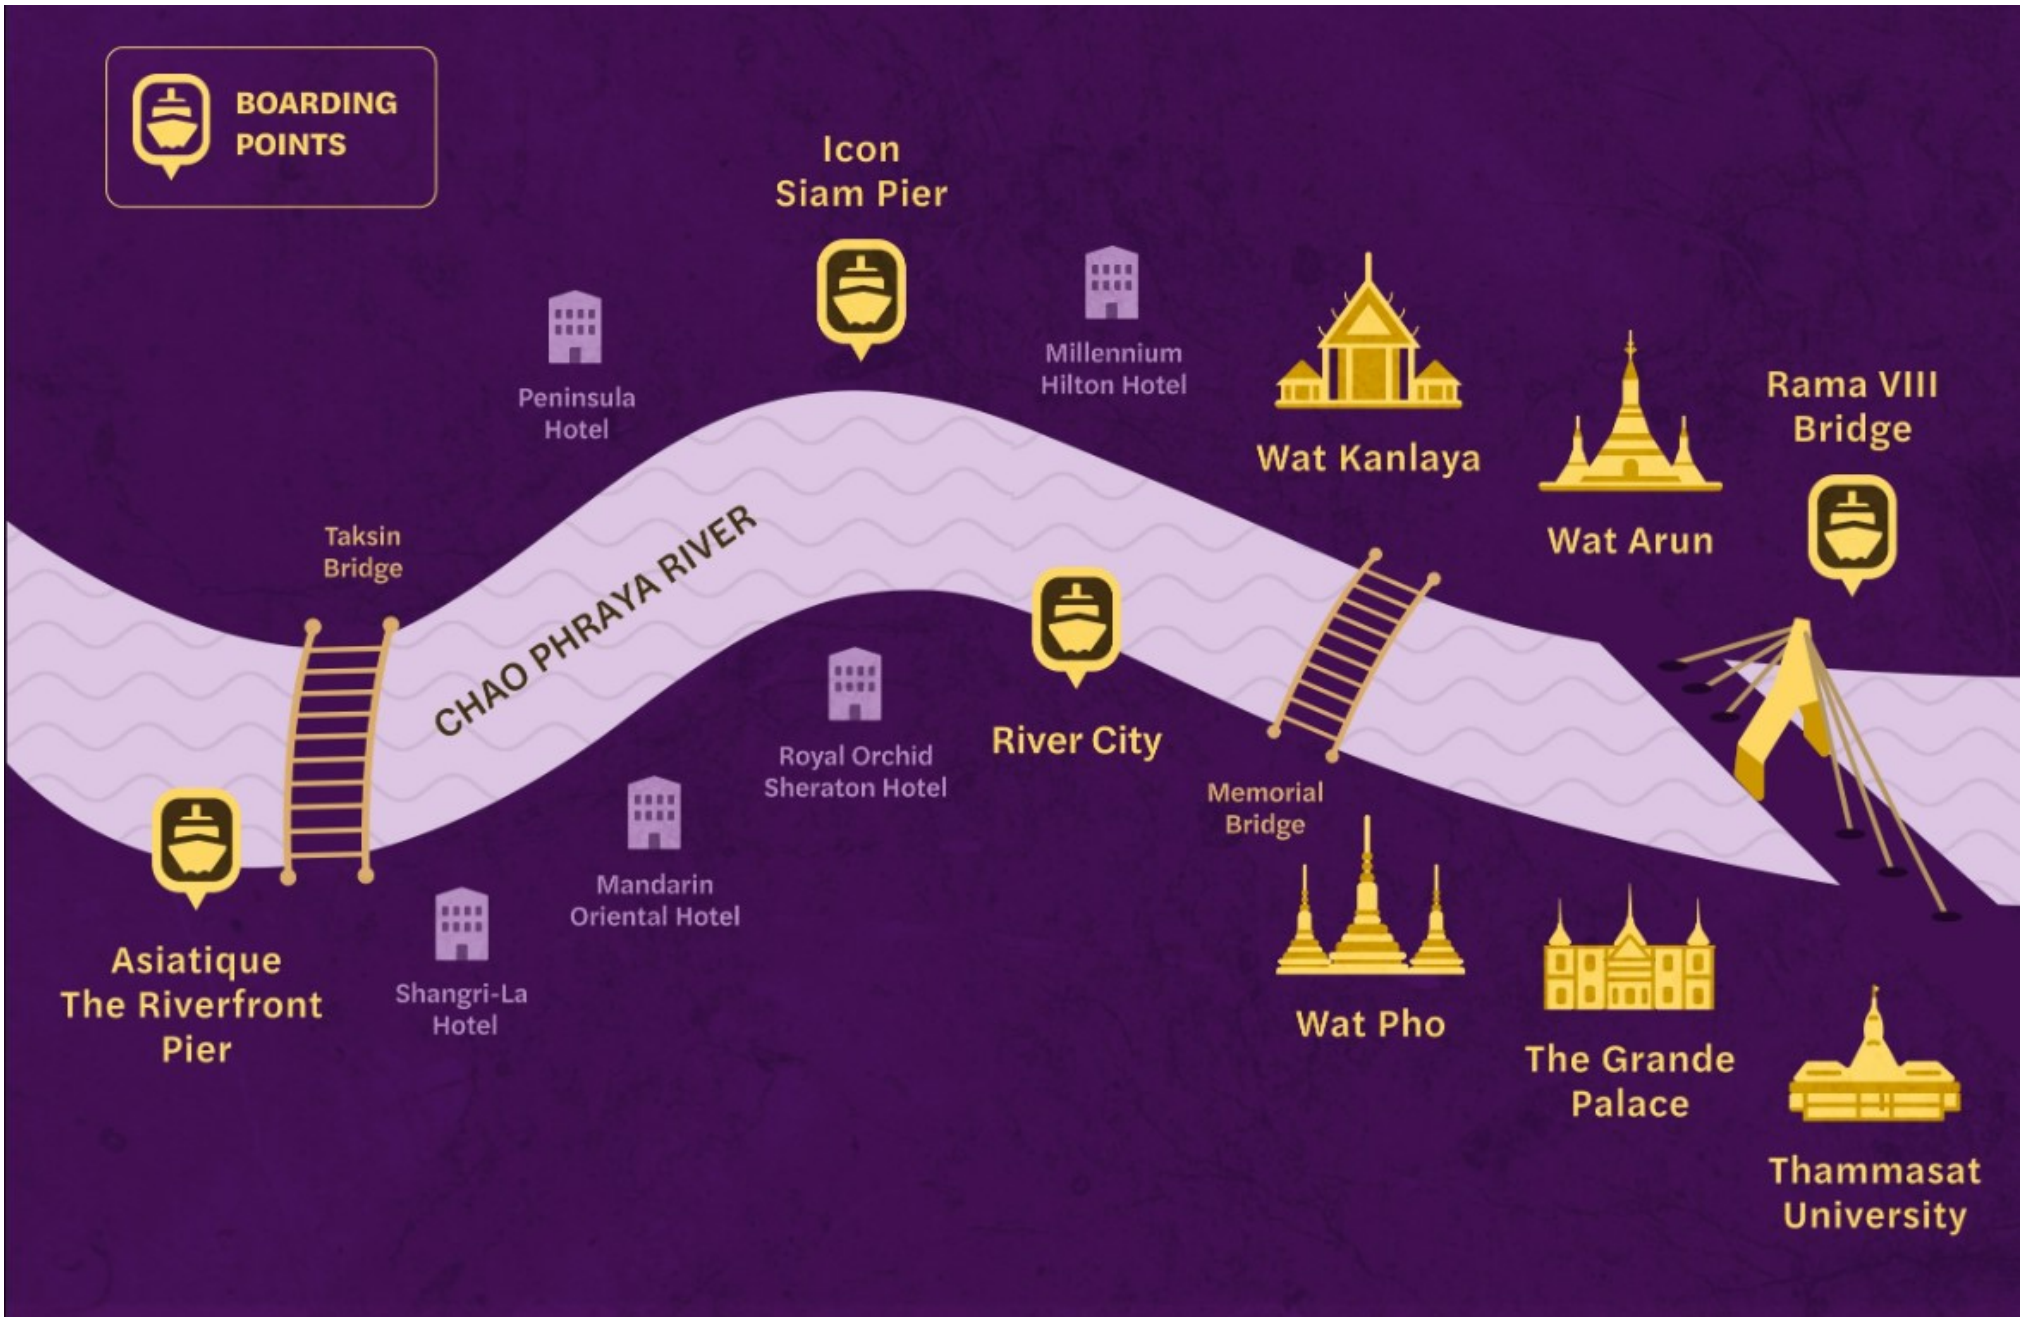 BOARDING
POINTS
Icon
Siam Pier
Peninsula
Hotel
Millennium
Hilton Hotel
Wat Kanlaya
Wat Arun
Rama VIII
Bridge
Taksin
Bridge
CHAO PHRAYA RIVER
River City
Royal Orchid
Sheraton Hotel
Memorial
Bridge
Mandarin
Oriental Hotel
Shangri-La
Hotel
Asiatique
The Riverfront
Pier
Wat Pho
The Grande
Palace
Thammasat
University